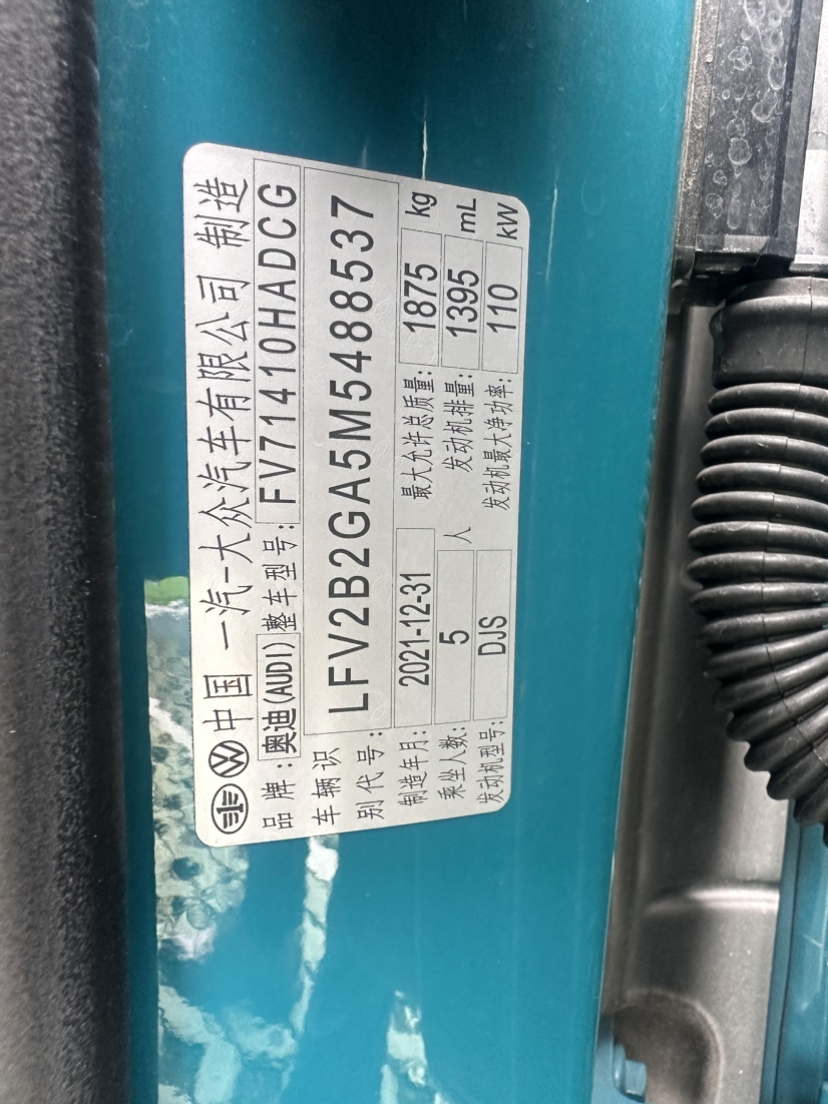 中国 一汽-大众汽车有限公司 制造
品牌: 奥迪(AUDI) 整车型号: FV71410HADCG
车辆识别代号: LFV2B2GA5M5488537
制造年月: 2021-12-31 最大允许总质量: 1875 kg
乘坐人数: 5 人 发动机排量: 1395 mL
发动机型号: DJS 发动机最大净功率: 110 kW